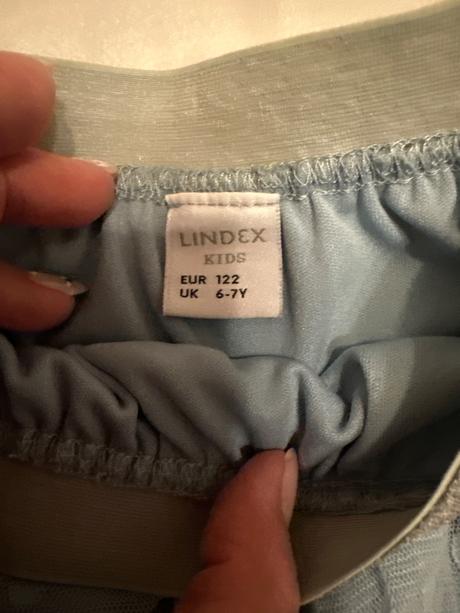 LINDEX
KIDS
EUR 122
UK 6-7Y